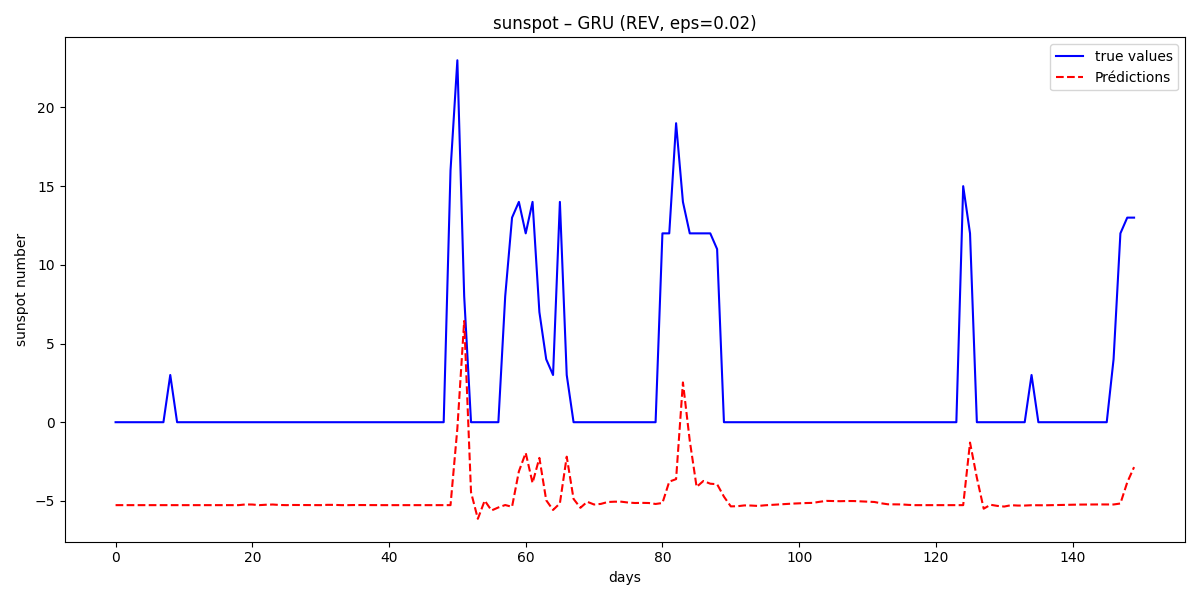 sunspot – GRU (REV, eps=0.02)
true values
Prédictions
sunspot number
20
15
10
5
0
−5
0 20 40 60 80 100 120 140
days